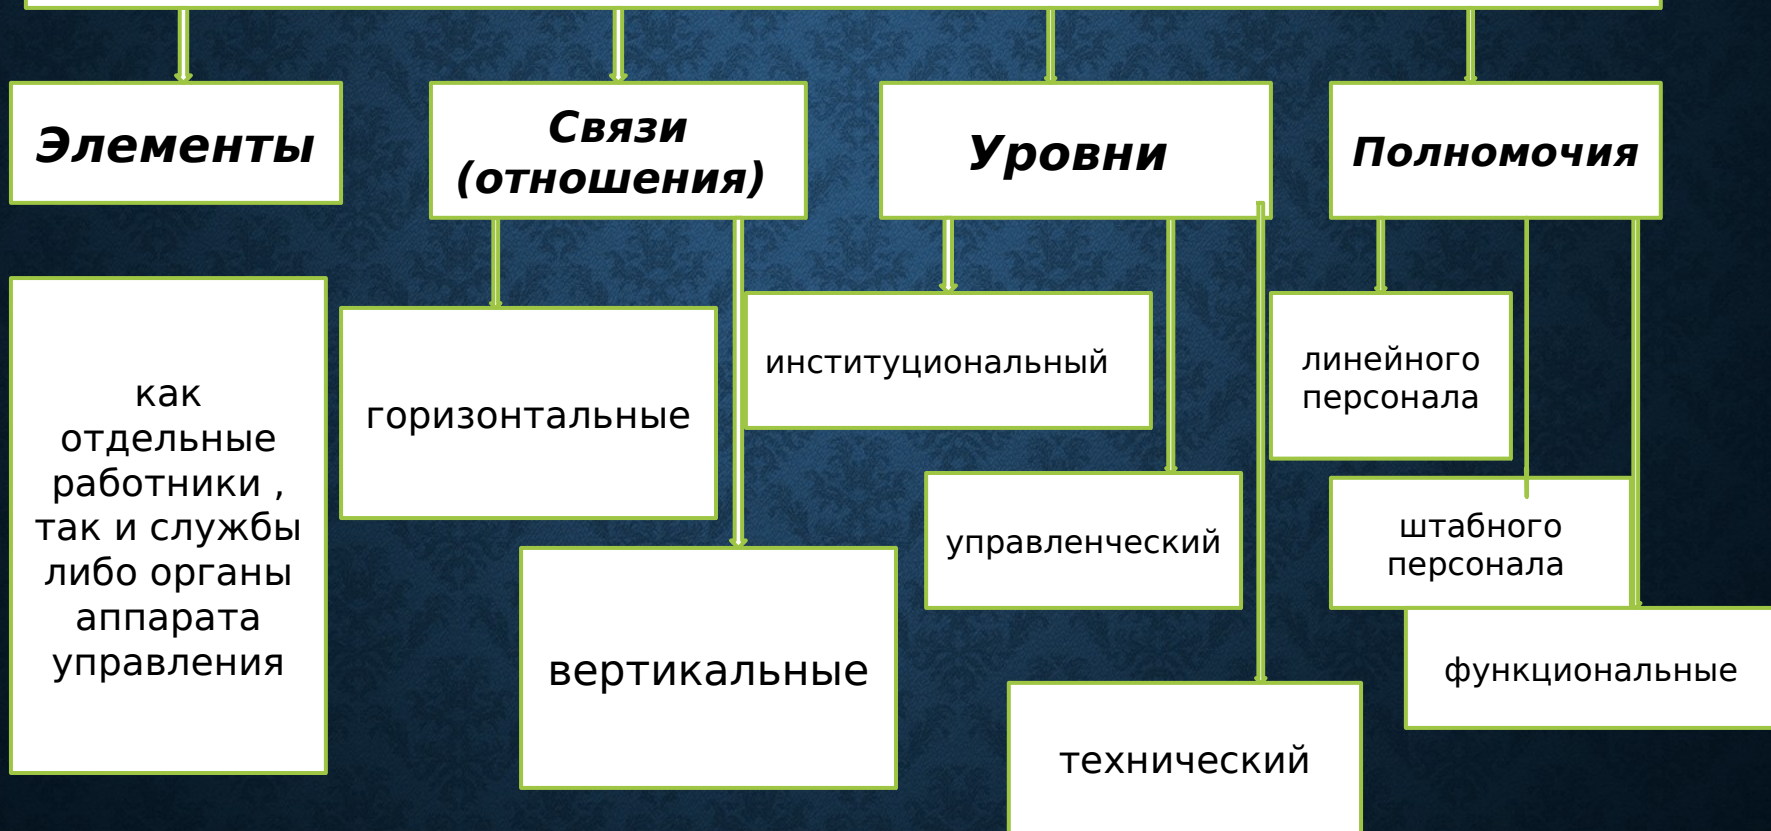 Элементы
Связи
(отношения)
Уровни
Полномочия
как
отдельные
работники ,
так и службы
либо органы
аппарата
управления
горизонтальные
вертикальные
институциональный
управленческий
технический
линейного
персонала
штабного
персонала
функциональные